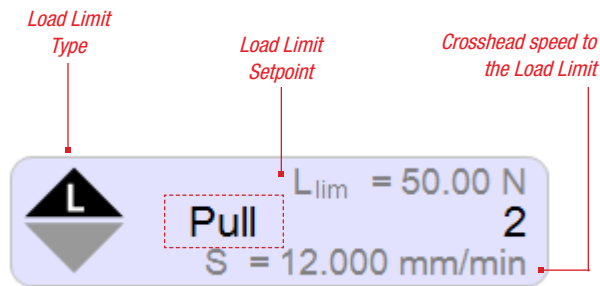 Load Limit
Type
Load Limit
Setpoint
Crosshead speed to
the Load Limit
L
Llim = 50.00 N
Pull 2
S = 12.000 mm/min